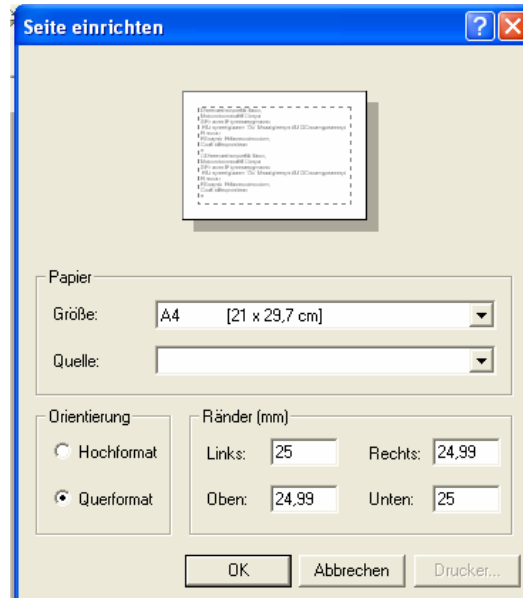 Seite einrichten
Papier
Größe: A4 [21 x 29,7 cm]
Quelle:
Orientierung
Hochformat
Querformat
Ränder (mm)
Links: 25 Rechts: 24,99
Oben: 24,99 Unten: 25
OK Abbrechen Drucker...